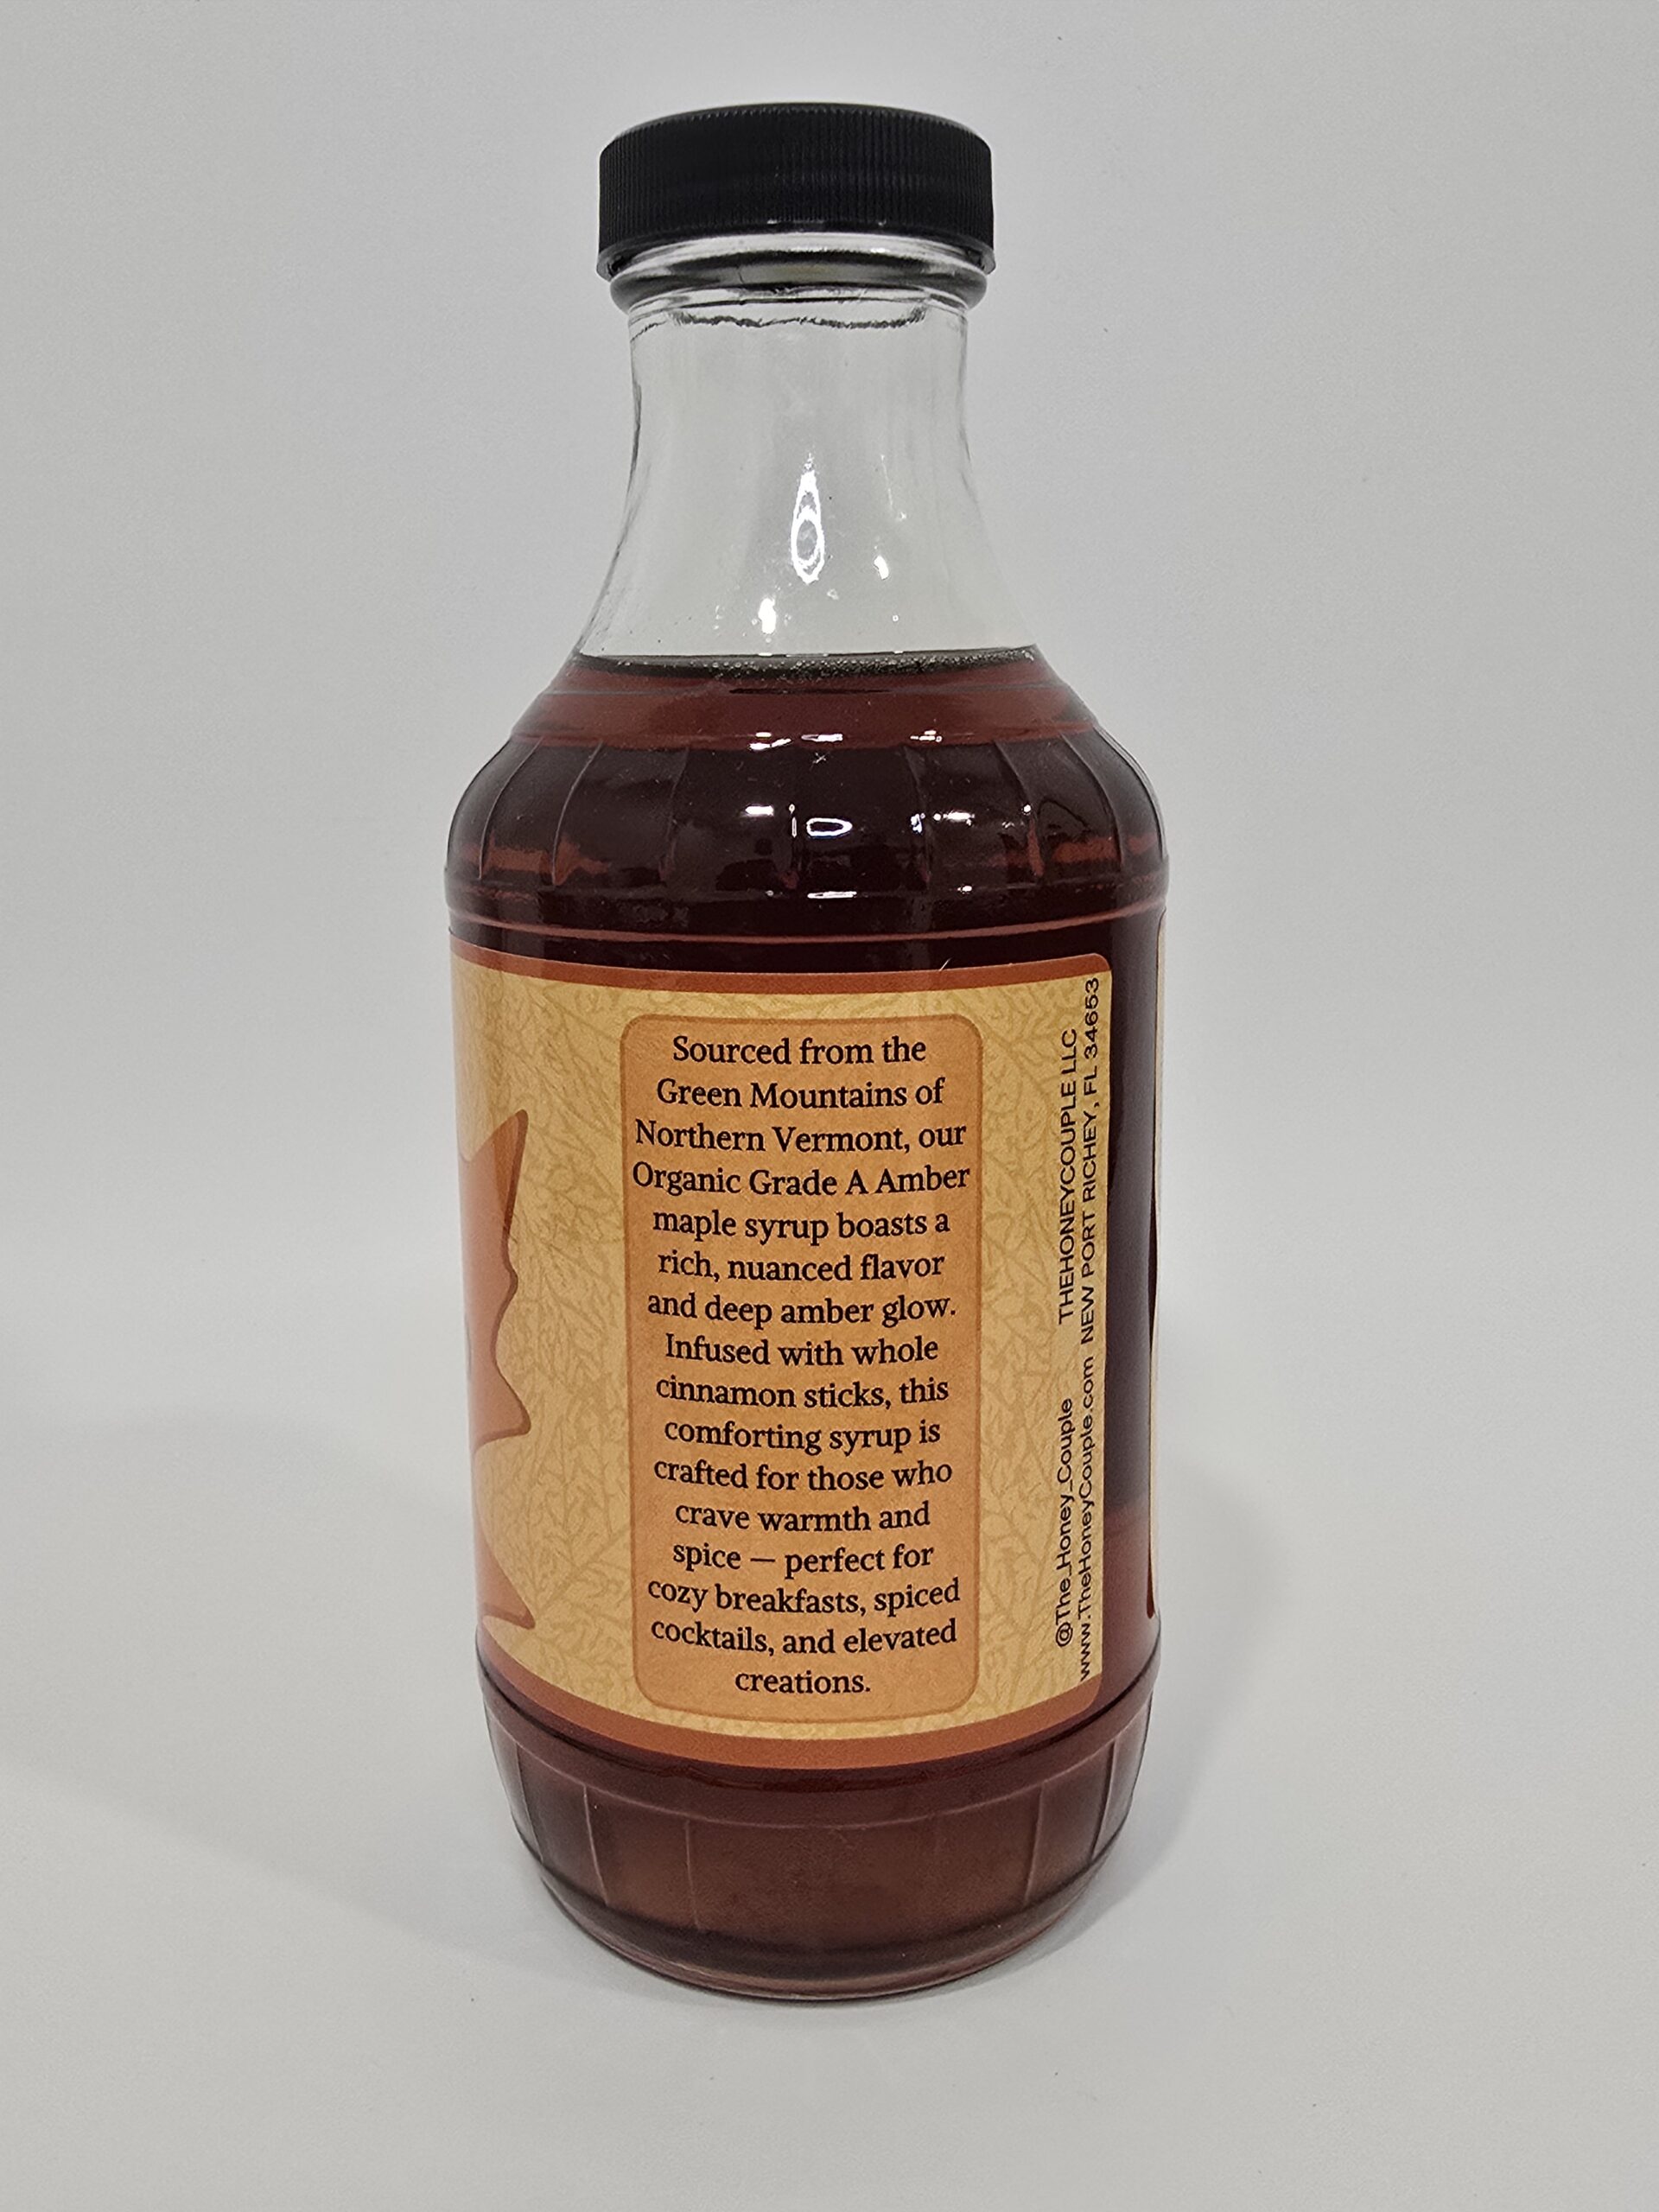 Sourced from the
Green Mountains of
Northern Vermont, our
Organic Grade A Amber
maple syrup boasts a
rich, nuanced flavor
and deep amber glow.
Infused with whole
cinnamon sticks, this
comforting syrup is
crafted for those who
crave warmth and
spice — perfect for
cozy breakfasts, spiced
cocktails, and elevated
creations.
@The_Honey_Couple THEHONEYCOUPLE LLC
www.TheHoneyCouple.com NEW PORT RICHEY, FL 34653